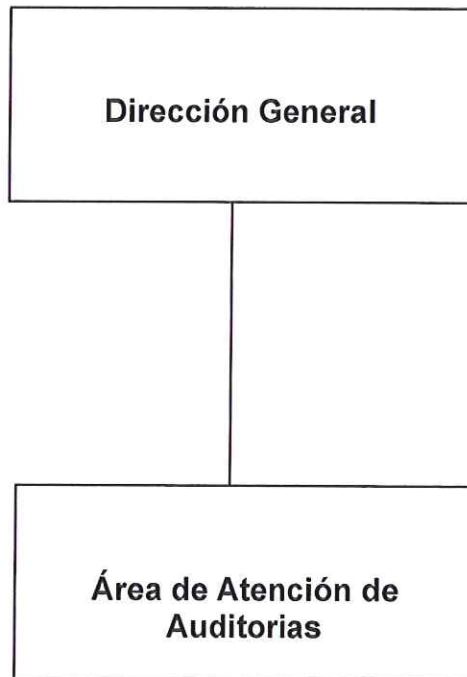 Dirección General
Área de Atención de
Auditorias